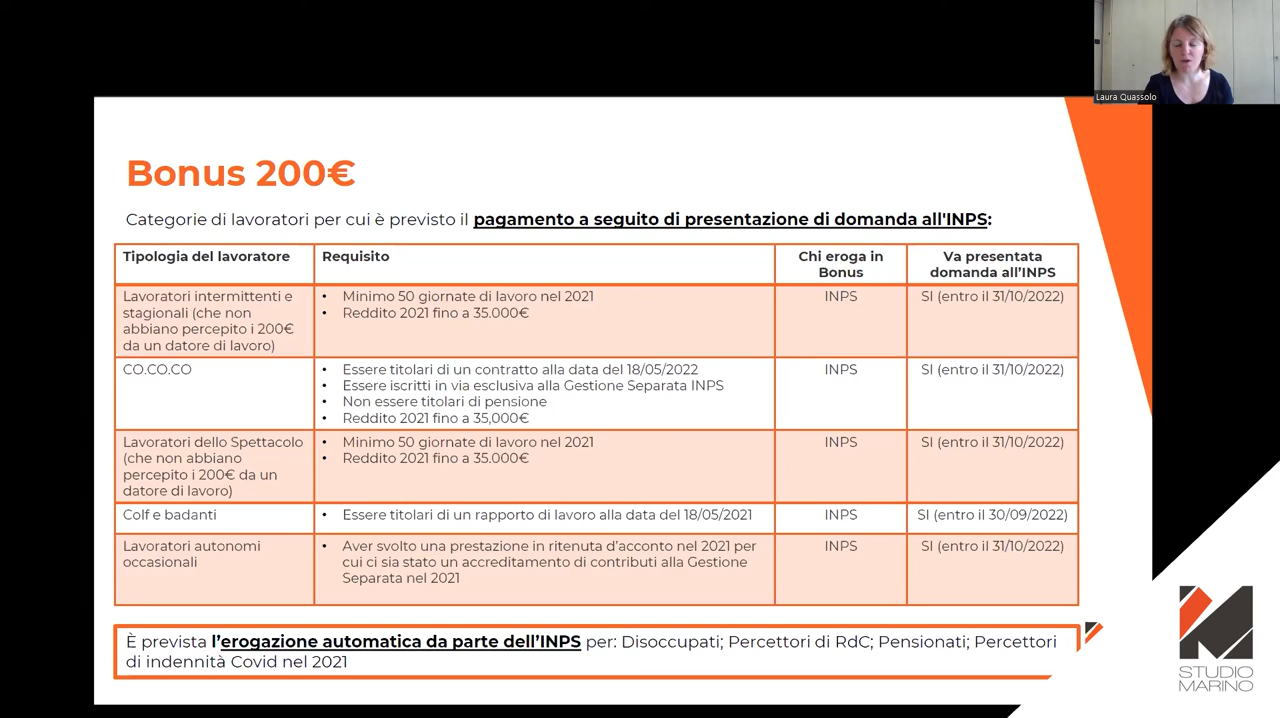 Laura Quassolo
Bonus 200€
Categorie di lavoratori per cui è previsto il pagamento a seguito di presentazione di domanda all'INPS:
Tipologia del lavoratore
Requisito
Chi eroga in
Bonus
Va presentata
domanda all'INPS
Lavoratori intermittenti e
stagionali (che non
abbiano percepito i 200€
da un datore di lavoro)
• Minimo 50 giornate di lavoro nel 2021
• Reddito 2021 fino a 35.000€
INPS
SI (entro il 31/10/2022)
CO.CO.CO
• Essere titolari di un contratto alla data del 18/05/2022
• Essere iscritti in via esclusiva alla Gestione Separata INPS
• Non essere titolari di pensione
• Reddito 2021 fino a 35,000€
INPS
SI (entro il 31/10/2022)
Lavoratori dello Spettacolo
(che non abbiano
percepito i 200€ da un
datore di lavoro)
• Minimo 50 giornate di lavoro nel 2021
• Reddito 2021 fino a 35.000€
INPS
SI (entro il 31/10/2022)
Colf e badanti
• Essere titolari di un rapporto di lavoro alla data del 18/05/2021
INPS
SI (entro il 30/09/2022)
Lavoratori autonomi
occasionali
• Aver svolto una prestazione in ritenuta d'acconto nel 2021 per
cui ci sia stato un accreditamento di contributi alla Gestione
Separata nel 2021
INPS
SI (entro il 31/10/2022)
È prevista l'erogazione automatica da parte dell'INPS per: Disoccupati; Percettori di RdC; Pensionati; Percettori
di indennità Covid nel 2021
STUDIO
MARINO